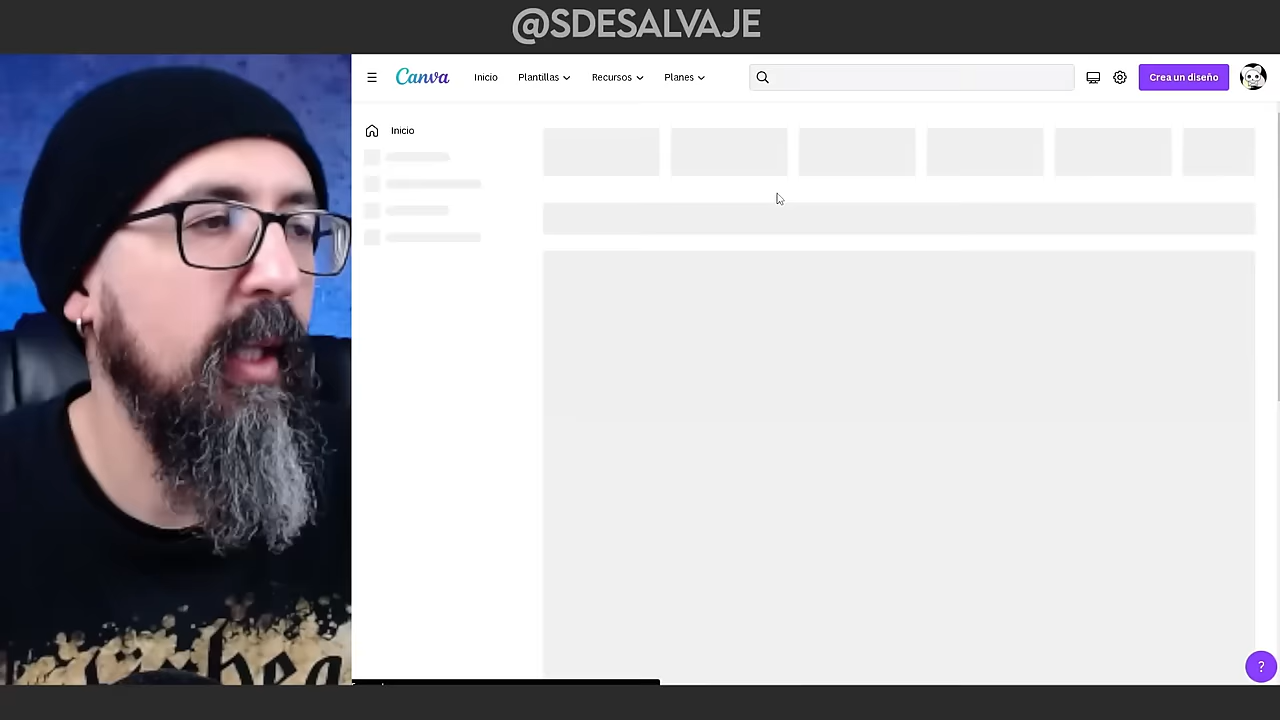 @SDESALVAJE
Canva
Inicio
Plantillas
Recursos
Planes
Crea un diseño
Inicio
?